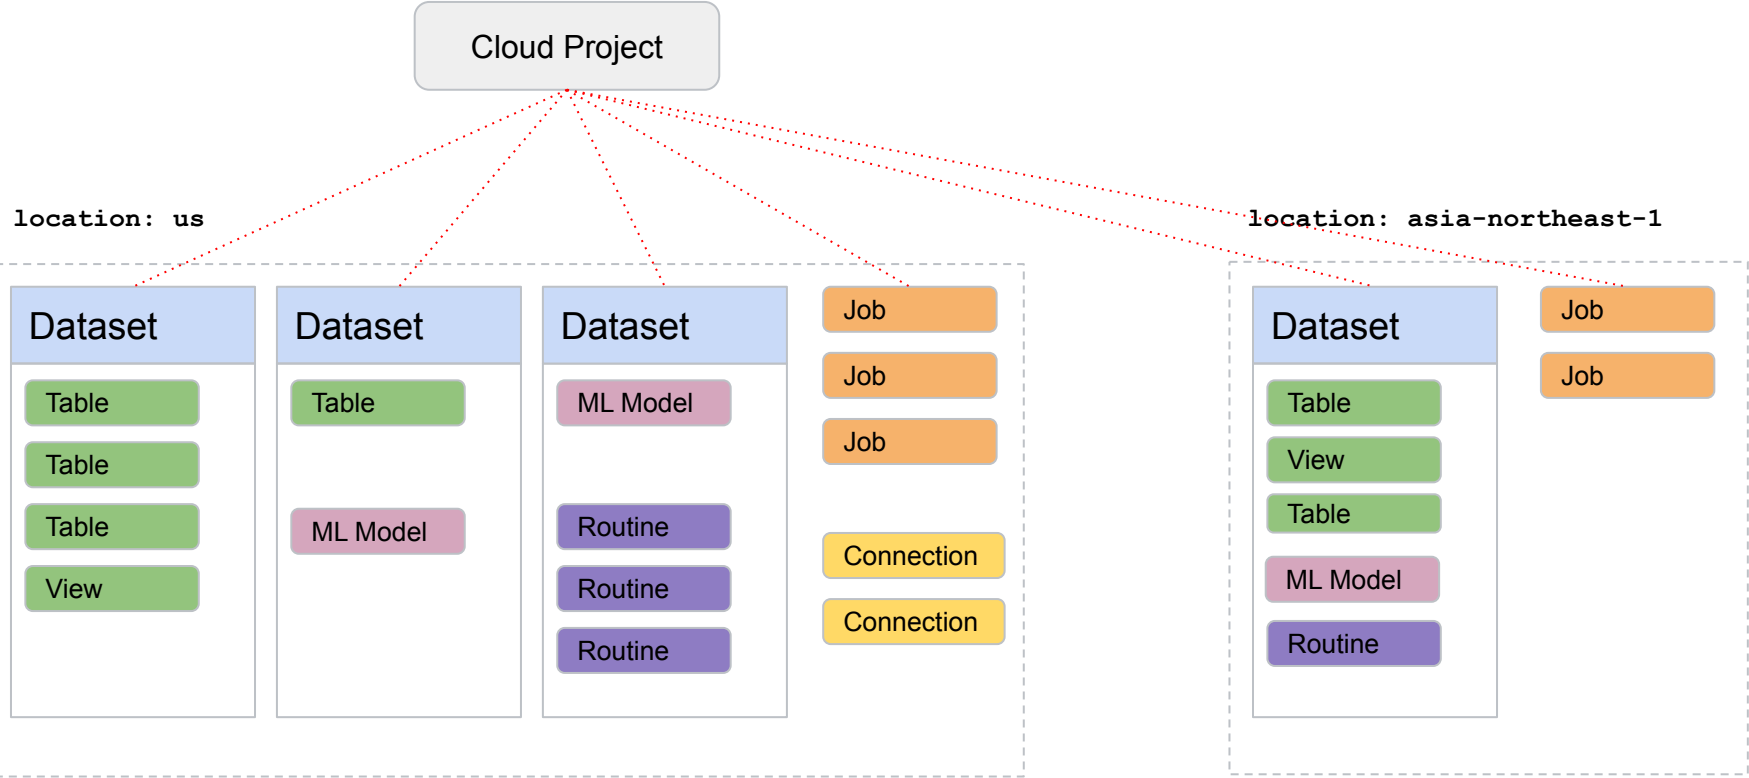 Cloud Project
location: us
location: asia-northeast-1
Dataset
Table
Table
Table
View
Dataset
Table
ML Model
Dataset
ML Model
Routine
Routine
Routine
Job
Job
Job
Connection
Connection
Dataset
Table
View
Table
ML Model
Routine
Job
Job